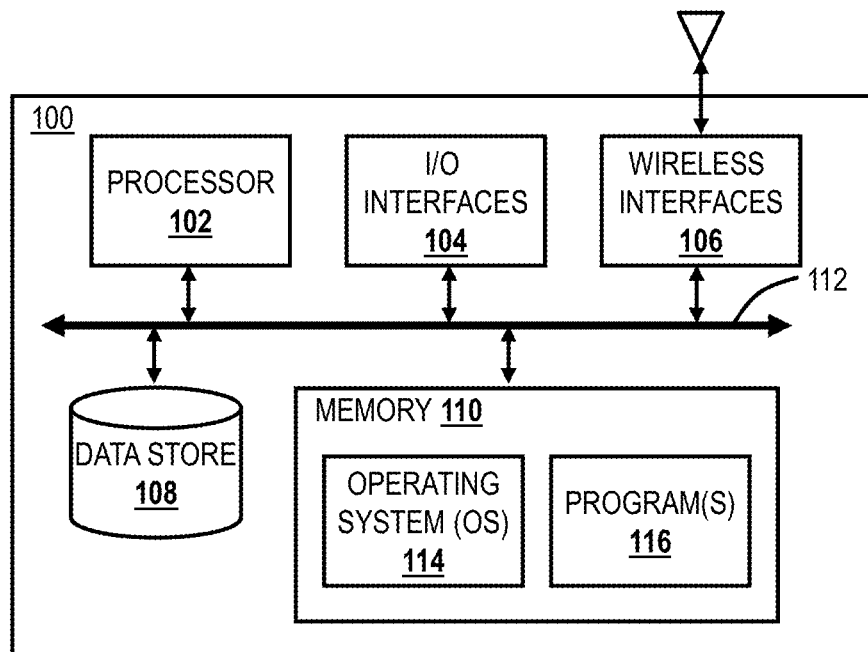 100
PROCESSOR
102
I/O
INTERFACES
104
WIRELESS
INTERFACES
106
112
DATA STORE
108
MEMORY 110
OPERATING
SYSTEM (OS)
114
PROGRAM(S)
116